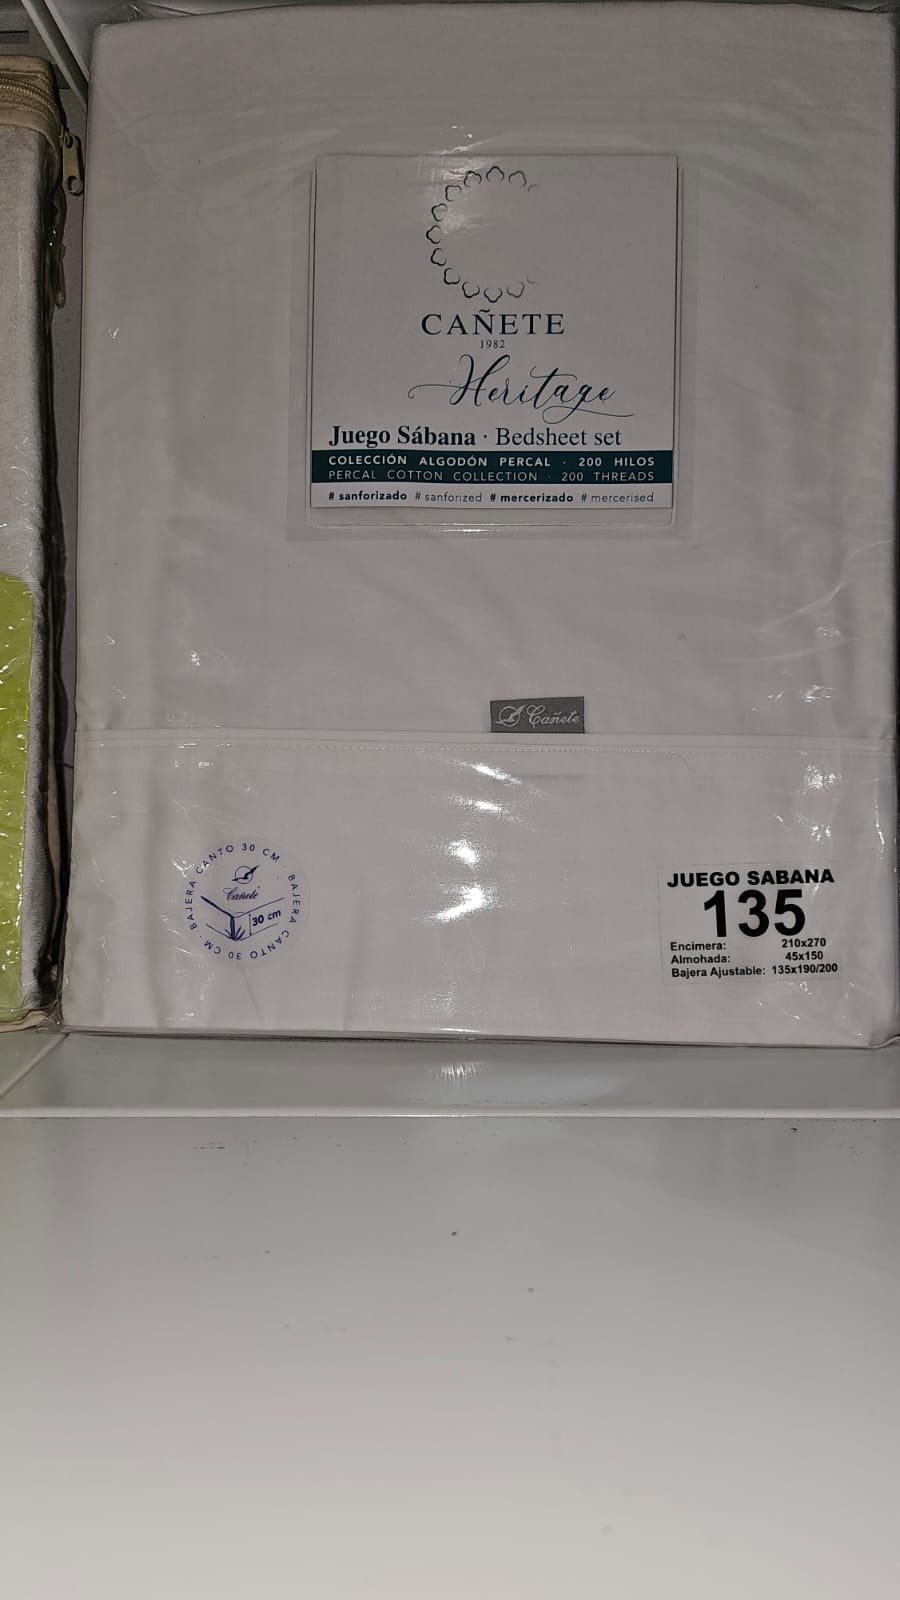 CAÑETE
1982
Heritage
Juego Sábana · Bedsheet set
COLECCIÓN ALGODÓN PERCAL · 200 HILOS
PERCAL COTTON COLLECTION · 200 THREADS
# sanforizado # sanforized # mercerizado # mercerised
Cañete
BAJERA CANTO 30 CM · BAJERA CANTO 30 CM ·
Cañete
30 cm
JUEGO SABANA
135
Encimera: 210x270
Almohada: 45x150
Bajera Ajustable: 135x190/200